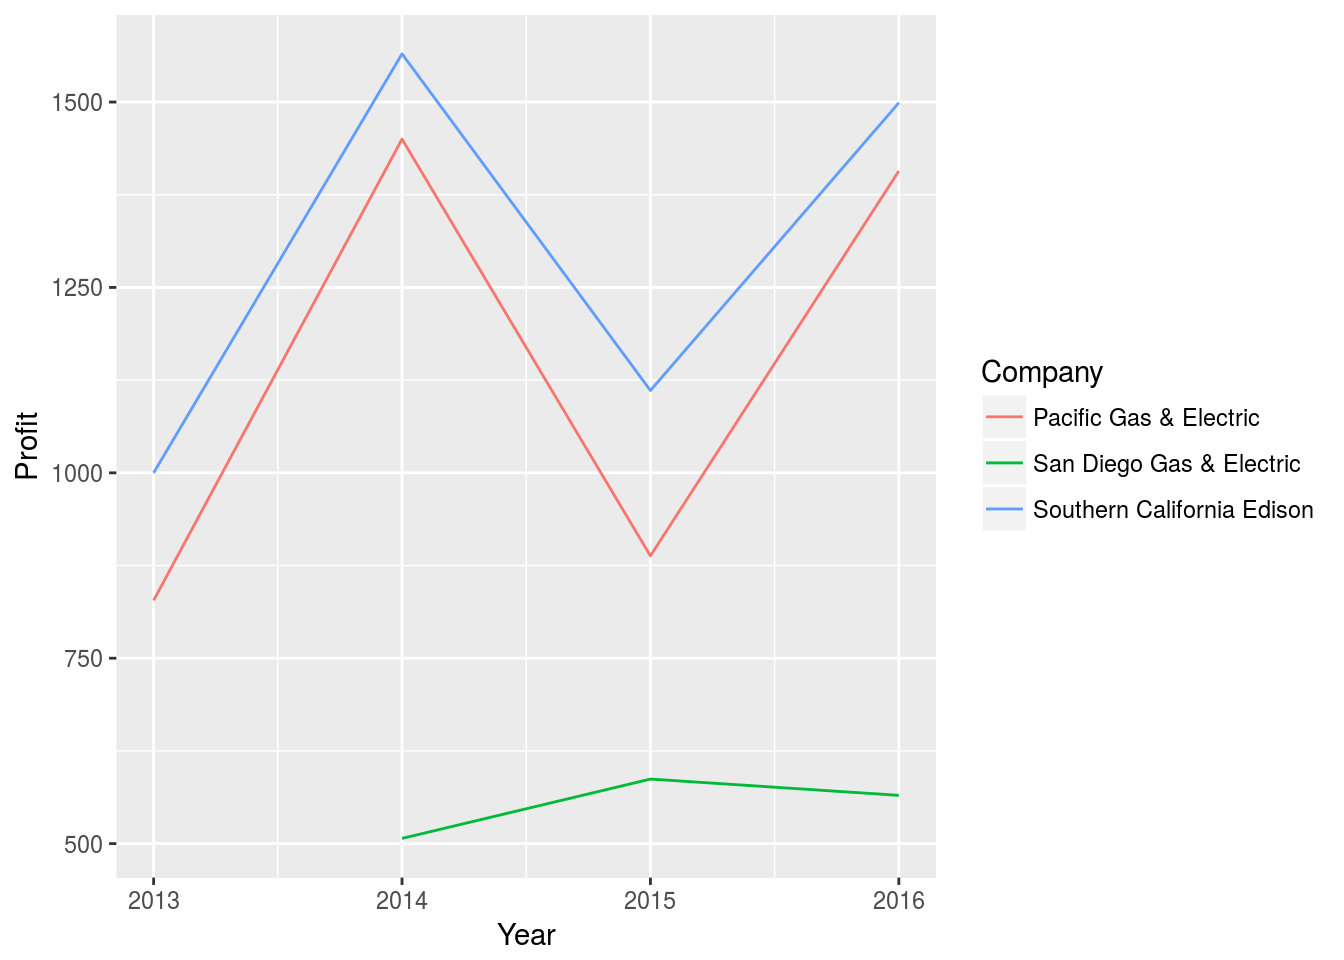 1500
1250
1000
750
500
Profit
2013 2014 2015 2016
Year
Company
Pacific Gas & Electric
San Diego Gas & Electric
Southern California Edison